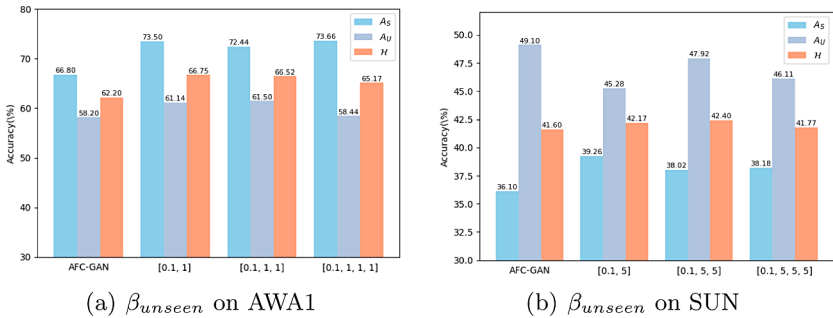 80
70
60
50
40
30
Accuracy(\%)
66.80
58.20
62.20
73.50
61.14
66.75
72.44
61.50
66.52
73.66
58.44
65.17
A_S
A_U
H
AFC-GAN
[0.1, 1]
[0.1, 1, 1]
[0.1, 1, 1, 1]
(a) β_unseen on AWA1
50.0
47.5
45.0
42.5
40.0
37.5
35.0
32.5
30.0
Accuracy(\%)
36.10
49.10
41.60
39.26
45.28
42.17
38.02
47.92
42.40
38.18
46.11
41.77
A_S
A_U
H
AFC-GAN
[0.1, 5]
[0.1, 5, 5]
[0.1, 5, 5, 5]
(b) β_unseen on SUN